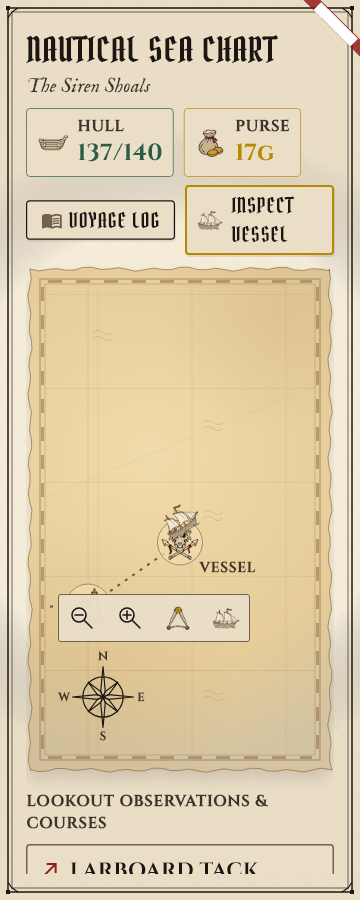 NAUTICAL SEA CHART
The Siren Shoals
HULL
137/140
PURSE
17G
VOYAGE LOG
INSPECT
VESSEL
VESSEL
N
W E
S
LOOKOUT OBSERVATIONS &
COURSES
LARBOARD TACK